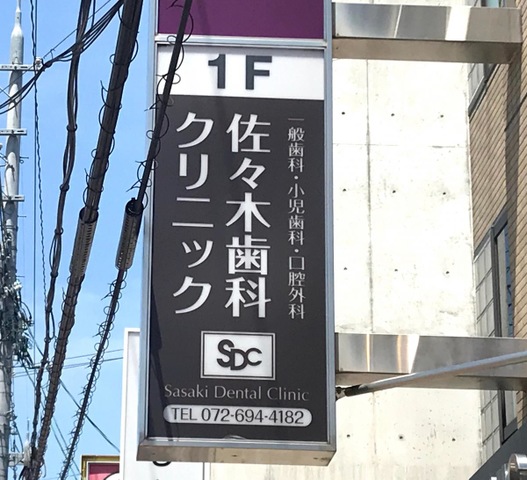 1F
一般歯科・小児歯科・口腔外科
佐々木歯科
クリニック
SDC
Sasaki Dental Clinic
TEL 072-694-4182